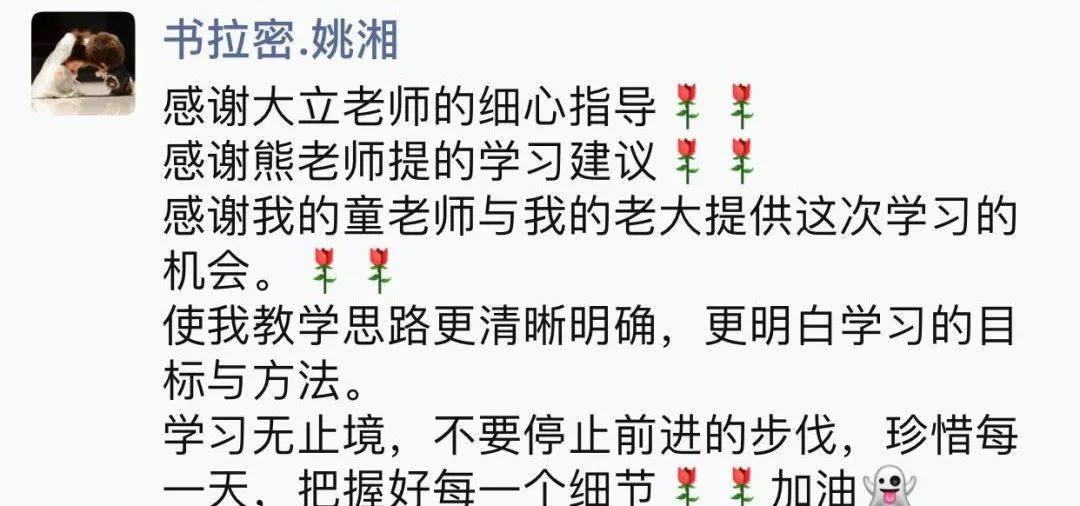 书拉密.姚湘
感谢大立老师的细心指导🌹🌹
感谢熊老师提的学习建议🌹🌹
感谢我的童老师与我的老大提供这次学习的
机会。🌹🌹
使我教学思路更清晰明确，更明白学习的目
标与方法。
学习无止境，不要停止前进的步伐，珍惜每
一天，把握好每一个细节🌹🌹加油👻